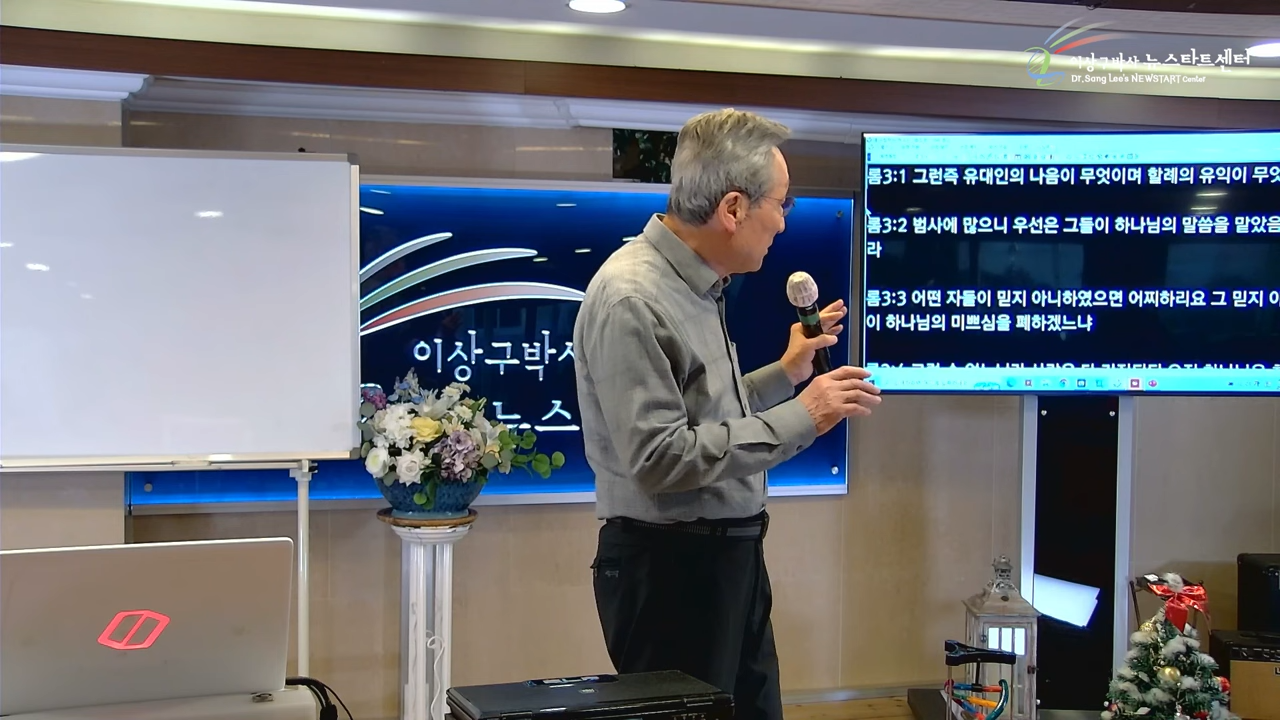 이상구박사 뉴스타트센터
Dr. Sang Lee's NEWSTART Center
롬3:1 그런즉 유대인의 나음이 무엇이며 할례의 유익이 무엇
롬3:2 범사에 많으니 우선은 그들이 하나님의 말씀을 맡았음
라
롬3:3 어떤 자들이 믿지 아니하였으면 어찌하리요 그 믿지 아
이 하나님의 미쁘심을 폐하겠느냐
이상구박사
뉴스